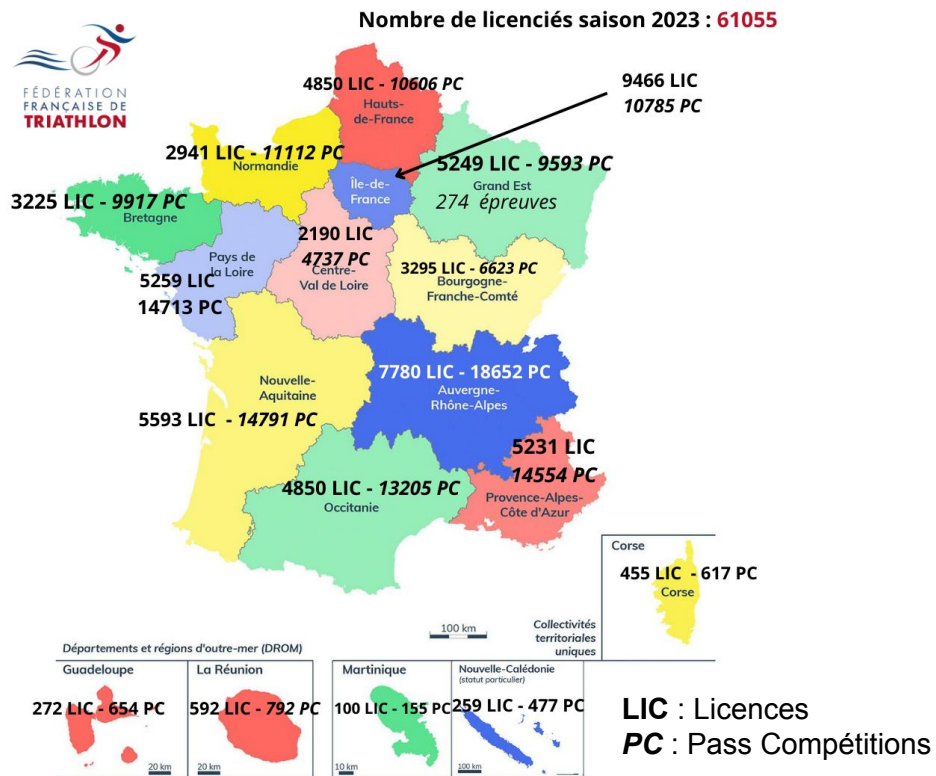 Nombre de licenciés saison 2023 : 61055
FÉDÉRATION
FRANÇAISE DE
TRIATHLON
4850 LIC - 10606 PC
Hauts-
de-France
9466 LIC
10785 PC
2941 LIC - 11112 PC
Normandie
5249 LIC - 9593 PC
Grand Est
274 épreuves
Île-de-
France
3225 LIC - 9917 PC
Bretagne
2190 LIC
4737 PC
Centre-
Val de Loire
Pays de
la Loire
5259 LIC
14713 PC
3295 LIC - 6623 PC
Bourgogne-
Franche-Comté
7780 LIC - 18652 PC
Auvergne-
Rhône-Alpes
Nouvelle-
Aquitaine
5593 LIC - 14791 PC
5231 LIC
14554 PC
Provence-Alpes-
Côte d'Azur
4850 LIC - 13205 PC
Occitanie
Corse
455 LIC - 617 PC
Corse
100 km
Collectivités
territoriales
uniques
Départements et régions d'outre-mer (DROM)
Guadeloupe
272 LIC - 654 PC
20 km
La Réunion
592 LIC - 792 PC
20 km
Martinique
100 LIC - 155 PC
10 km
Nouvelle-Calédonie
(statut particulier)
259 LIC - 477 PC
100 km
LIC : Licences
PC : Pass Compétitions